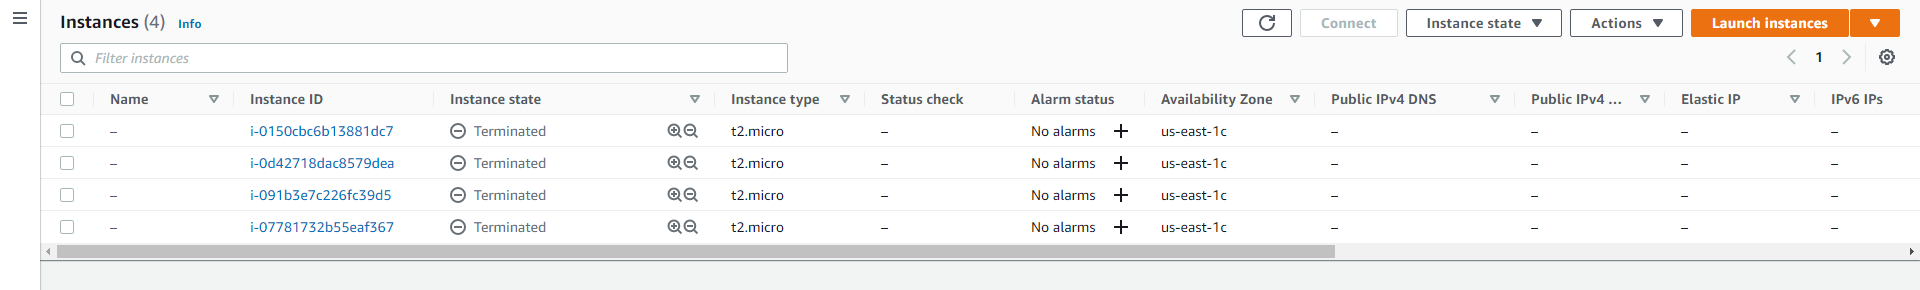 Instances (4) Info Connect Instance state Actions Launch instances
Filter instances 1
Name Instance ID Instance state Instance type Status check Alarm status Availability Zone Public IPv4 DNS Public IPv4 ... Elastic IP IPv6 IPs
– i-0150cbc6b13881dc7 Terminated t2.micro – No alarms + us-east-1c – – – –
– i-0d42718dac8579dea Terminated t2.micro – No alarms + us-east-1c – – – –
– i-091b3e7c226fc39d5 Terminated t2.micro – No alarms + us-east-1c – – – –
– i-07781732b55eaf367 Terminated t2.micro – No alarms + us-east-1c – – – –